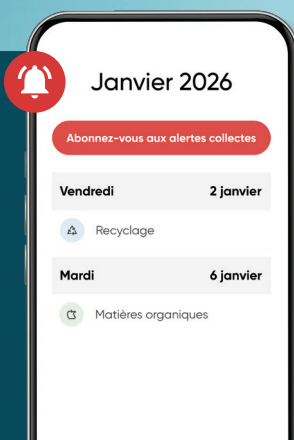 Janvier 2026
Abonnez-vous aux alertes collectes
Vendredi 2 janvier
Recyclage
Mardi 6 janvier
Matières organiques